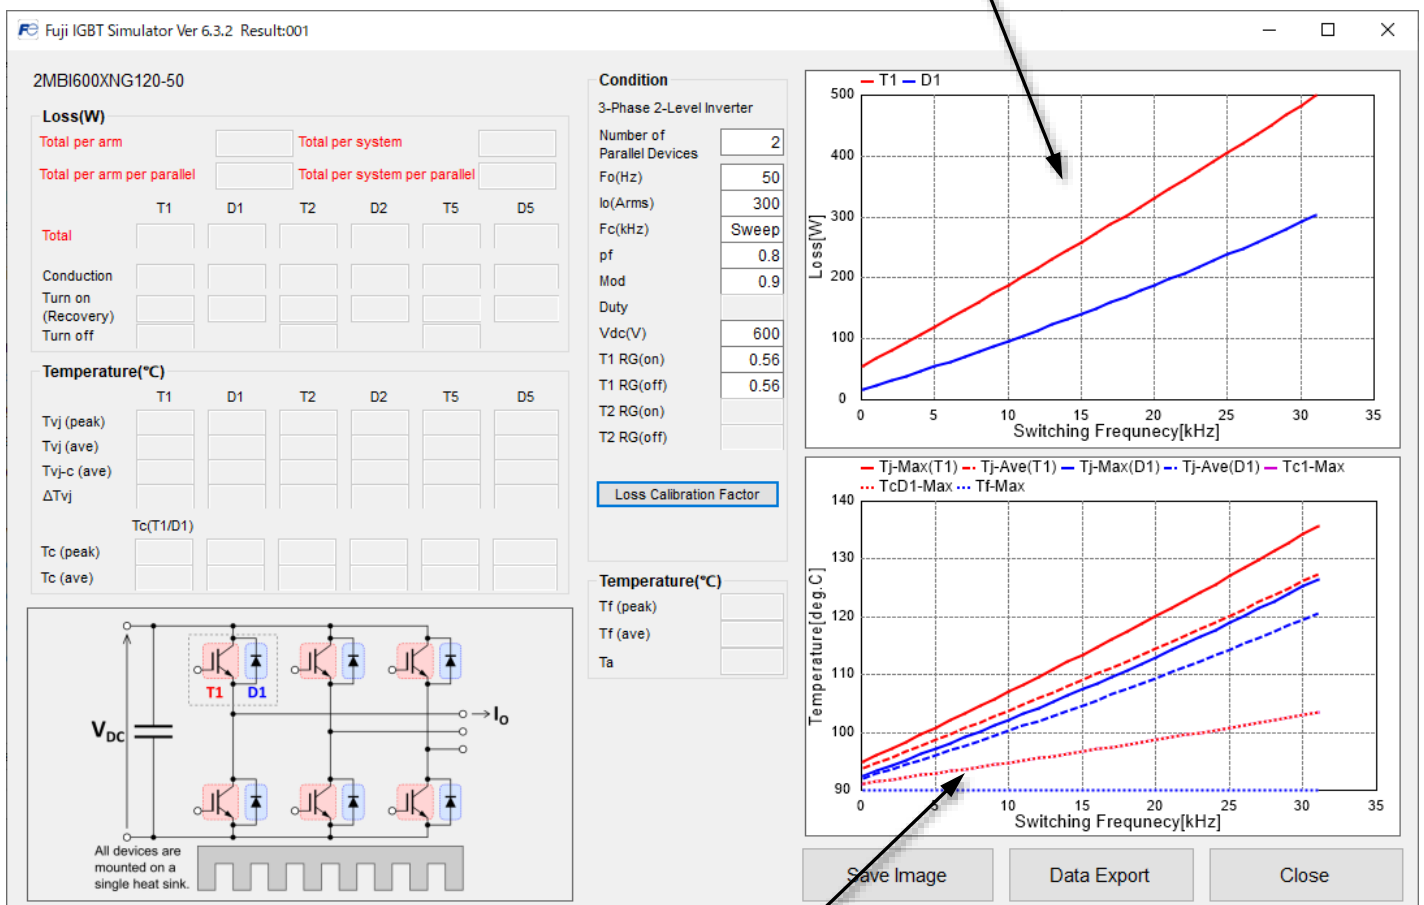 Fuji IGBT Simulator Ver 6.3.2 Result:001
2MBI600XNG120-50
Loss(W)
Total per arm
Total per system
Total per arm per parallel
Total per system per parallel
T1 D1 T2 D2 T5 D5
Total
Conduction
Turn on
(Recovery)
Turn off
Temperature(℃)
T1 D1 T2 D2 T5 D5
Tvj (peak)
Tvj (ave)
Tvj-c (ave)
ΔTvj
Tc(T1/D1)
Tc (peak)
Tc (ave)
T1 D1
VDC
Io
All devices are
mounted on a
single heat sink.
Condition
3-Phase 2-Level Inverter
Number of
Parallel Devices 2
Fo(Hz) 50
Io(Arms) 300
Fc(kHz) Sweep
pf 0.8
Mod 0.9
Duty
Vdc(V) 600
T1 RG(on) 0.56
T1 RG(off) 0.56
T2 RG(on)
T2 RG(off)
Loss Calibration Factor
Temperature(℃)
Tf (peak)
Tf (ave)
Ta
T1 D1
500
400
300
200
100
0
Loss[W]
0 5 10 15 20 25 30 35
Switching Frequnecy[kHz]
Tj-Max(T1) Tj-Ave(T1) Tj-Max(D1) Tj-Ave(D1) Tc1-Max
TcD1-Max Tf-Max
140
130
120
110
100
90
Temperature[deg.C]
0 5 10 15 20 25 30 35
Switching Frequnecy[kHz]
Save Image
Data Export
Close